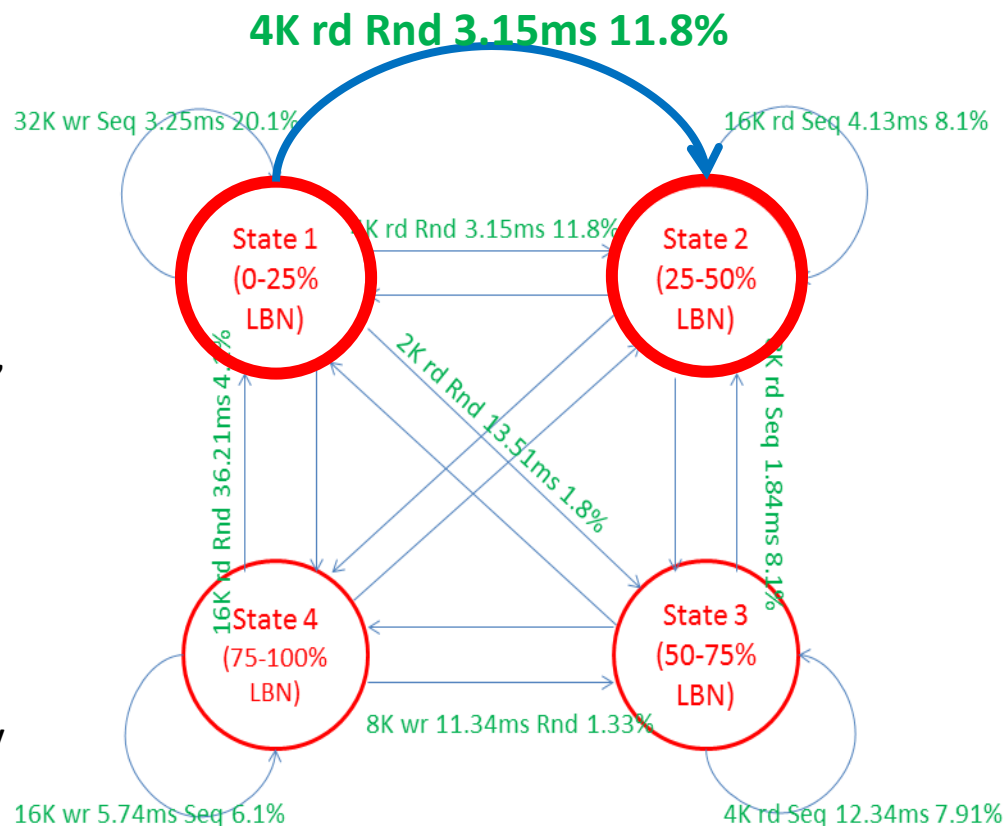 4K rd Rnd 3.15ms 11.8%
32K wr Seq 3.25ms 20.1%
16K rd Seq 4.13ms 8.1%
State 1
(0-25%
LBN)
K rd Rnd 3.15ms 11.8%
State 2
(25-50%
LBN)
2K rd Rnd 13.51ms 1.8%
16K rd Rnd 36.21ms
K rd Seq 1.84ms 8.1%
State 4
(75-100%
LBN)
State 3
(50-75%
LBN)
8K wr 11.34ms Rnd 1.33%
16K wr 5.74ms Seq 6.1%
4K rd Seq 12.34ms 7.91%